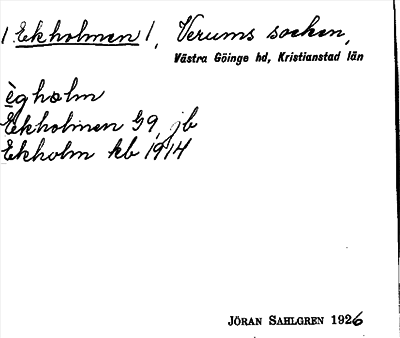 /Ekholmen/, Verums socken,
Västra Göinge hd, Kristianstad län
ègholm
Ekholmen G9, jb
Ekholm kb 1914
JÖRAN SAHLGREN 1926